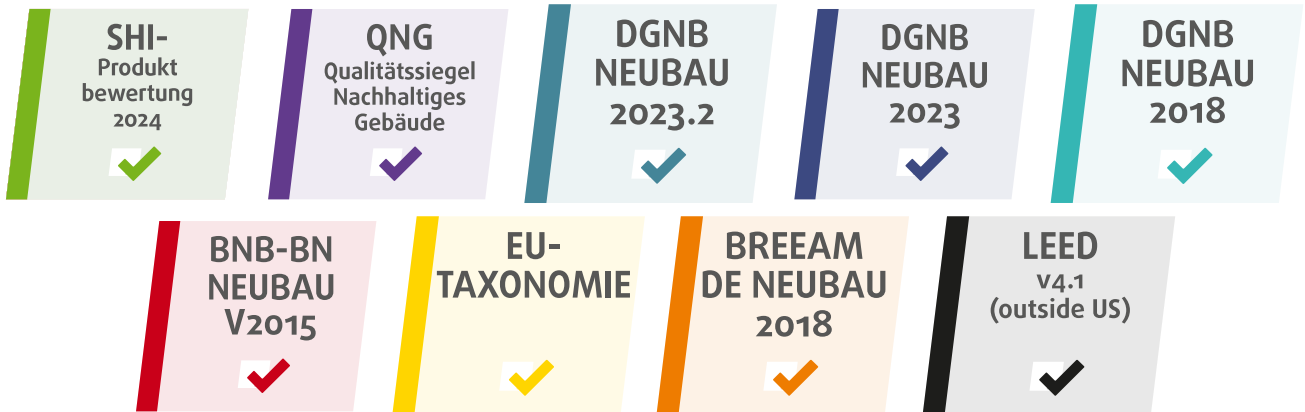 SHI-
Produkt
bewertung
2024
QNG
Qualitätssiegel
Nachhaltiges
Gebäude
DGNB
NEUBAU
2023.2
DGNB
NEUBAU
2023
DGNB
NEUBAU
2018
BNB-BN
NEUBAU
V2015
EU-
TAXONOMIE
BREEAM
DE NEUBAU
2018
LEED
v4.1
(outside US)